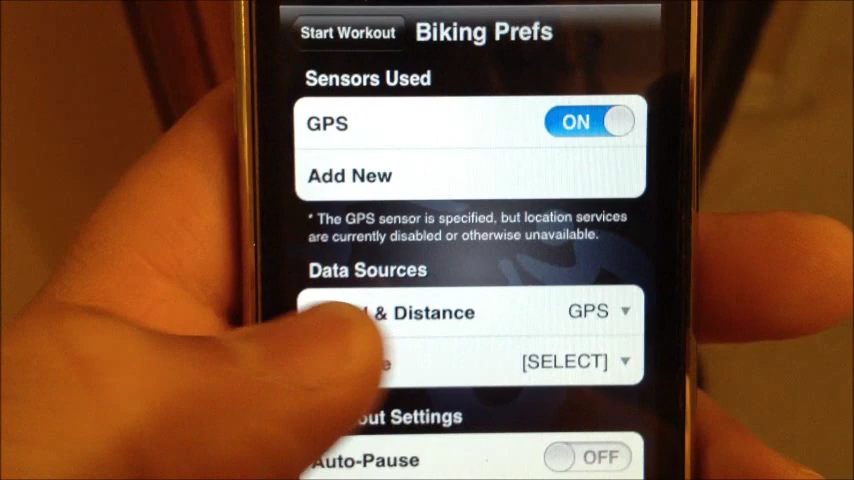 Start Workout Biking Prefs
Sensors Used
GPS ON
Add New
* The GPS sensor is specified, but location services
are currently disabled or otherwise unavailable.
Data Sources
& Distance GPS
[SELECT]
Settings
Auto-Pause OFF